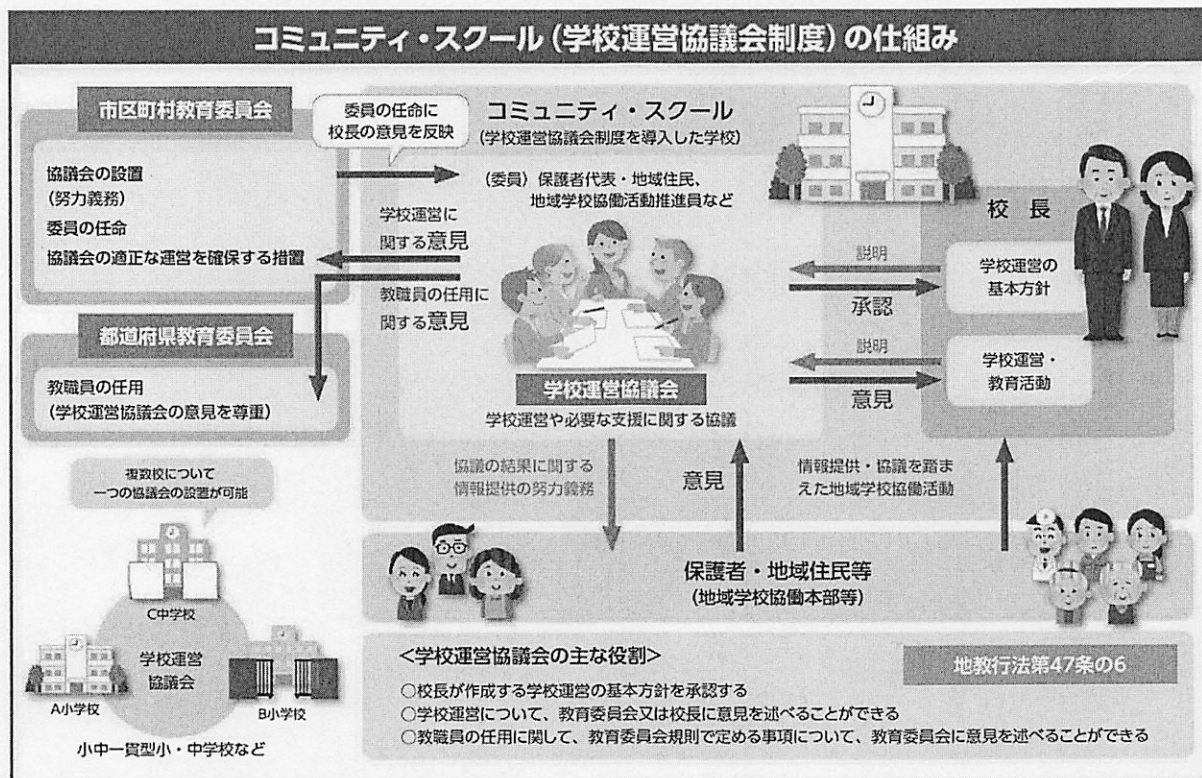 コミュニティ・スクール(学校運営協議会制度)の仕組み
市区町村教育委員会
協議会の設置
(努力義務)
委員の任命
協議会の適正な運営を確保する措置
委員の任命に
校長の意見を反映
コミュニティ・スクール
(学校運営協議会制度を導入した学校)
(委員)保護者代表・地域住民、
地域学校協働活動推進員など
学校運営に
関する意見
教職員の任用に
関する意見
都道府県教育委員会
教職員の任用
(学校運営協議会の意見を尊重)
学校運営協議会
学校運営や必要な支援に関する協議
校長
説明
承認
学校運営の
基本方針
説明
意見
学校運営・
教育活動
協議の結果に関する
情報提供の努力義務
意見
情報提供・協議を踏ま
えた地域学校協働活動
保護者・地域住民等
(地域学校協働本部等)
複数校について
一つの協議会の設置が可能
C中学校
学校運営
協議会
A小学校
B小学校
小中一貫型小・中学校など
<学校運営協議会の主な役割>
地教行法第47条の6
○校長が作成する学校運営の基本方針を承認する
○学校運営について、教育委員会又は校長に意見を述べることができる
○教職員の任用に関して、教育委員会規則で定める事項について、教育委員会に意見を述べることができる